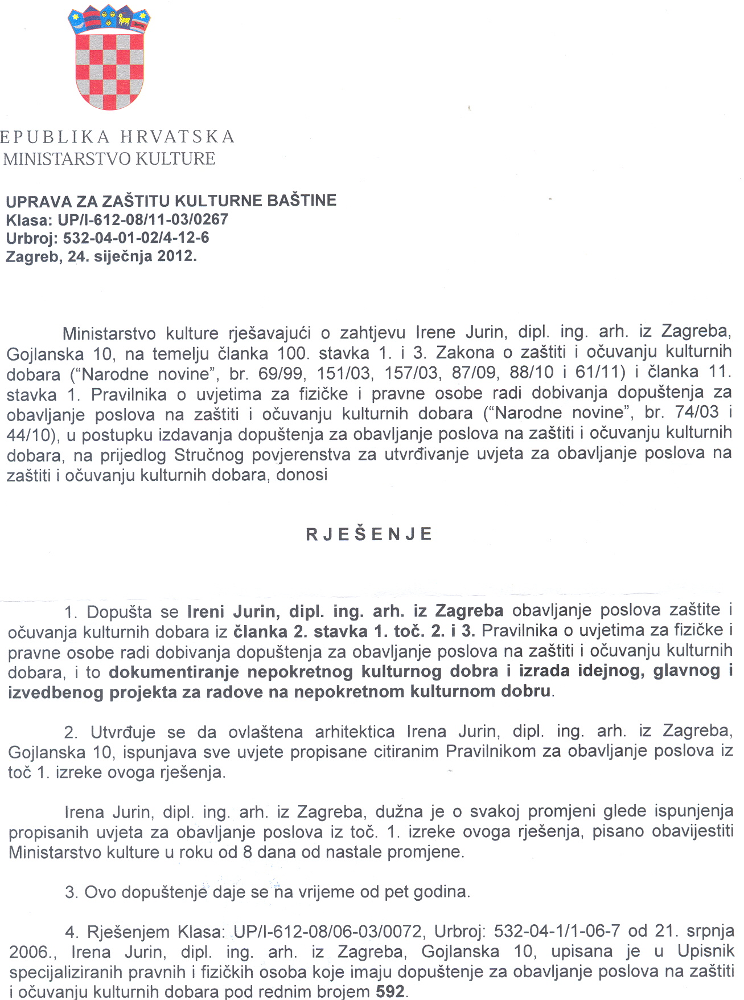 EPUBLIKA HRVATSKA
MINISTARSTVO KULTURE
UPRAVA ZA ZAŠTITU KULTURNE BAŠTINE
Klasa: UP/I-612-08/11-03/0267
Urbroj: 532-04-01-02/4-12-6
Zagreb, 24. siječnja 2012.
Ministarstvo kulture rješavajući o zahtjevu Irene Jurin, dipl. ing. arh. iz Zagreba,
Gojlanska 10, na temelju članka 100. stavka 1. i 3. Zakona o zaštiti i očuvanju kulturnih
dobara (“Narodne novine”, br. 69/99, 151/03, 157/03, 87/09, 88/10 i 61/11) i članka 11.
stavka 1. Pravilnika o uvjetima za fizičke i pravne osobe radi dobivanja dopuštenja za
obavljanje poslova na zaštiti i očuvanju kulturnih dobara (“Narodne novine”, br. 74/03 i
44/10), u postupku izdavanja dopuštenja za obavljanje poslova na zaštiti i očuvanju kulturnih
dobara, na prijedlog Stručnog povjerenstva za utvrđivanje uvjeta za obavljanje poslova na
zaštiti i očuvanju kulturnih dobara, donosi
R J E Š E N J E
1. Dopušta se Ireni Jurin, dipl. ing. arh. iz Zagreba obavljanje poslova zaštite i
očuvanja kulturnih dobara iz članka 2. stavka 1. toč. 2. i 3. Pravilnika o uvjetima za fizičke i
pravne osobe radi dobivanja dopuštenja za obavljanje poslova na zaštiti i očuvanju kulturnih
dobara, i to dokumentiranje nepokretnog kulturnog dobra i izrada idejnog, glavnog i
izvedbenog projekta za radove na nepokretnom kulturnom dobru.
2. Utvrđuje se da ovlaštena arhitektica Irena Jurin, dipl. ing. arh. iz Zagreba,
Gojlanska 10, ispunjava sve uvjete propisane citiranim Pravilnikom za obavljanje poslova iz
toč 1. izreke ovoga rješenja.
Irena Jurin, dipl. ing. arh. iz Zagreba, dužna je o svakoj promjeni glede ispunjenja
propisanih uvjeta za obavljanje poslova iz toč. 1. izreke ovoga rješenja, pisano obavijestiti
Ministarstvo kulture u roku od 8 dana od nastale promjene.
3. Ovo dopuštenje daje se na vrijeme od pet godina.
4. Rješenjem Klasa: UP/I-612-08/06-03/0072, Urbroj: 532-04-1/1-06-7 od 21. srpnja
2006., Irena Jurin, dipl. ing. arh. iz Zagreba, Gojlanska 10, upisana je u Upisnik
specijaliziranih pravnih i fizičkih osoba koje imaju dopuštenje za obavljanje poslova na zaštiti
i očuvanju kulturnih dobara pod rednim brojem 592.